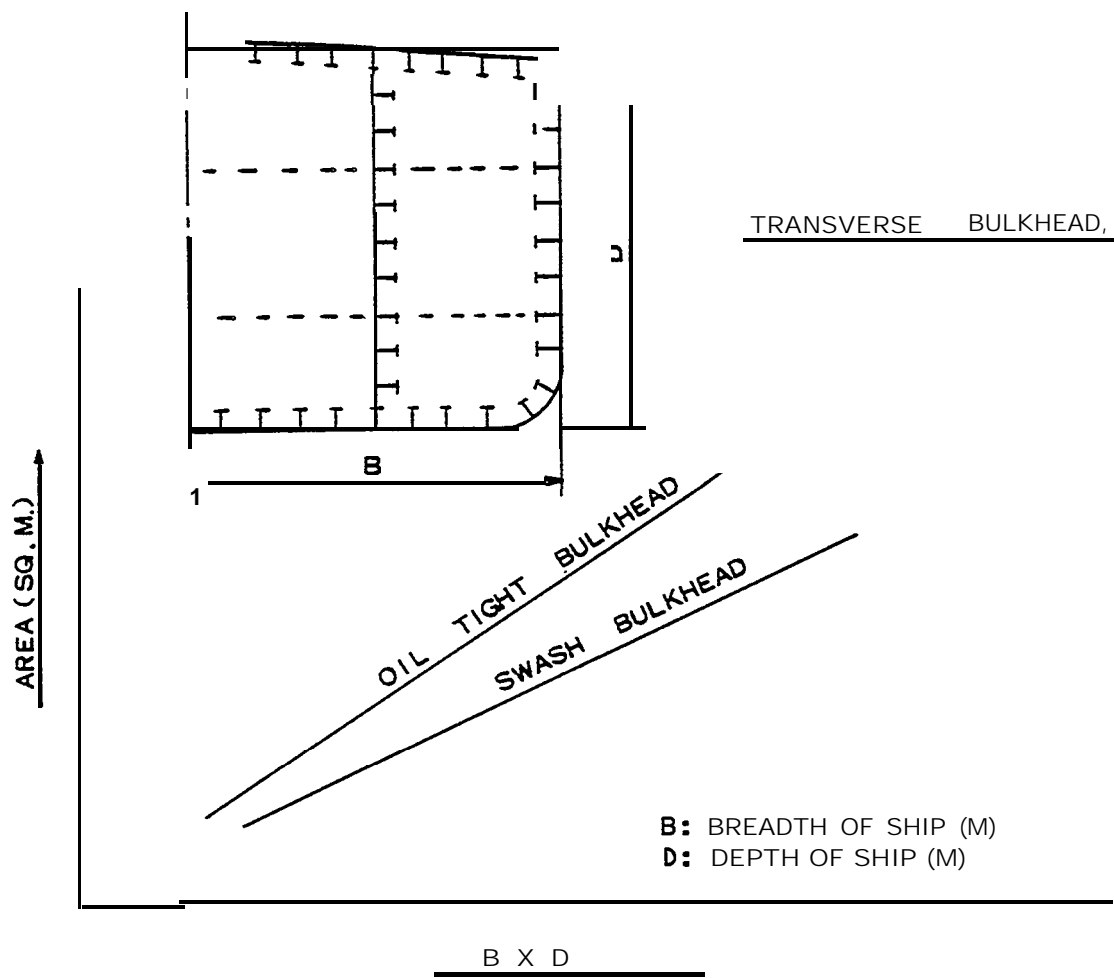 TRANSVERSE BULKHEAD,
D
B
1
AREA (SQ. M.)
OIL TIGHT BULKHEAD
SWASH BULKHEAD
B: BREADTH OF SHIP (M)
D: DEPTH OF SHIP (M)
B X D